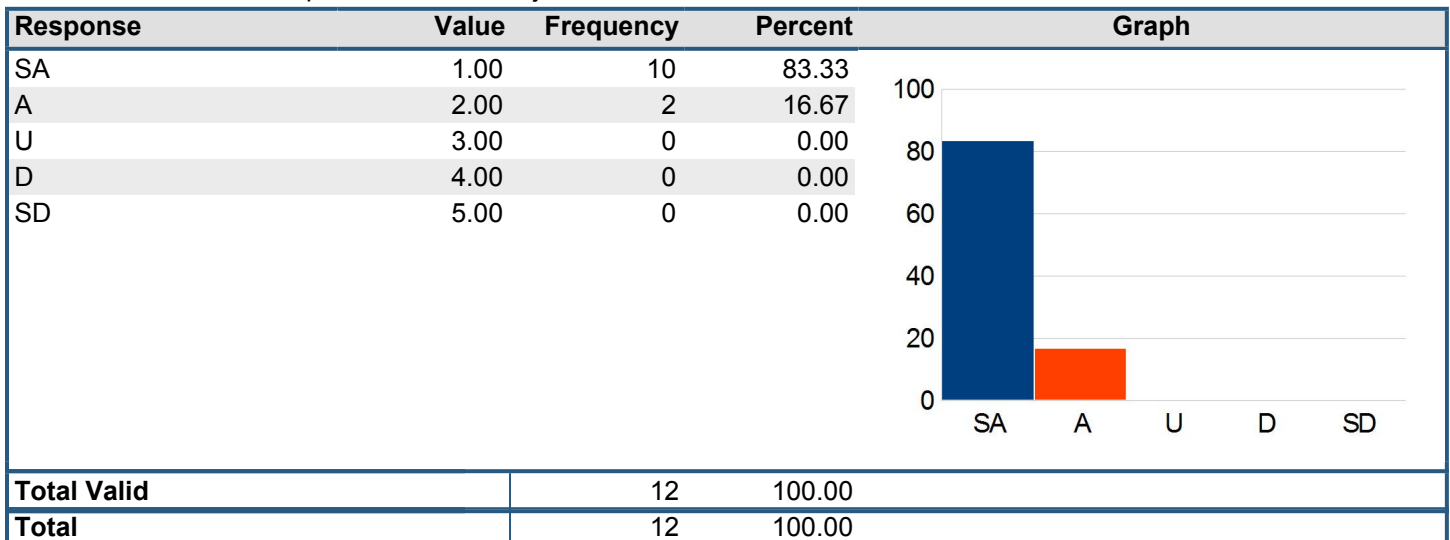 Response Value Frequency Percent Graph
SA 1.00 10 83.33
A 2.00 2 16.67
U 3.00 0 0.00
D 4.00 0 0.00
SD 5.00 0 0.00
100
80
60
40
20
0
SA A U D SD
Total Valid 12 100.00
Total 12 100.00